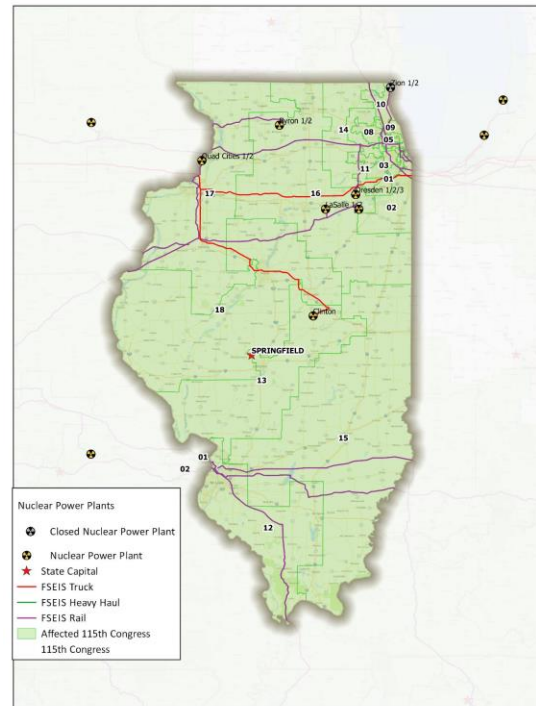 Zion 1/2
10
Byron 1/2
14
08
09
05
Quad Cities 1/2
11
03
01
17
16
Dresden 1/2/3
LaSalle 1/2
02
18
Clinton
SPRINGFIELD
13
15
01
02
12
Nuclear Power Plants
Closed Nuclear Power Plant
Nuclear Power Plant
State Capital
FSEIS Truck
FSEIS Heavy Haul
FSEIS Rail
Affected 115th Congress
115th Congress